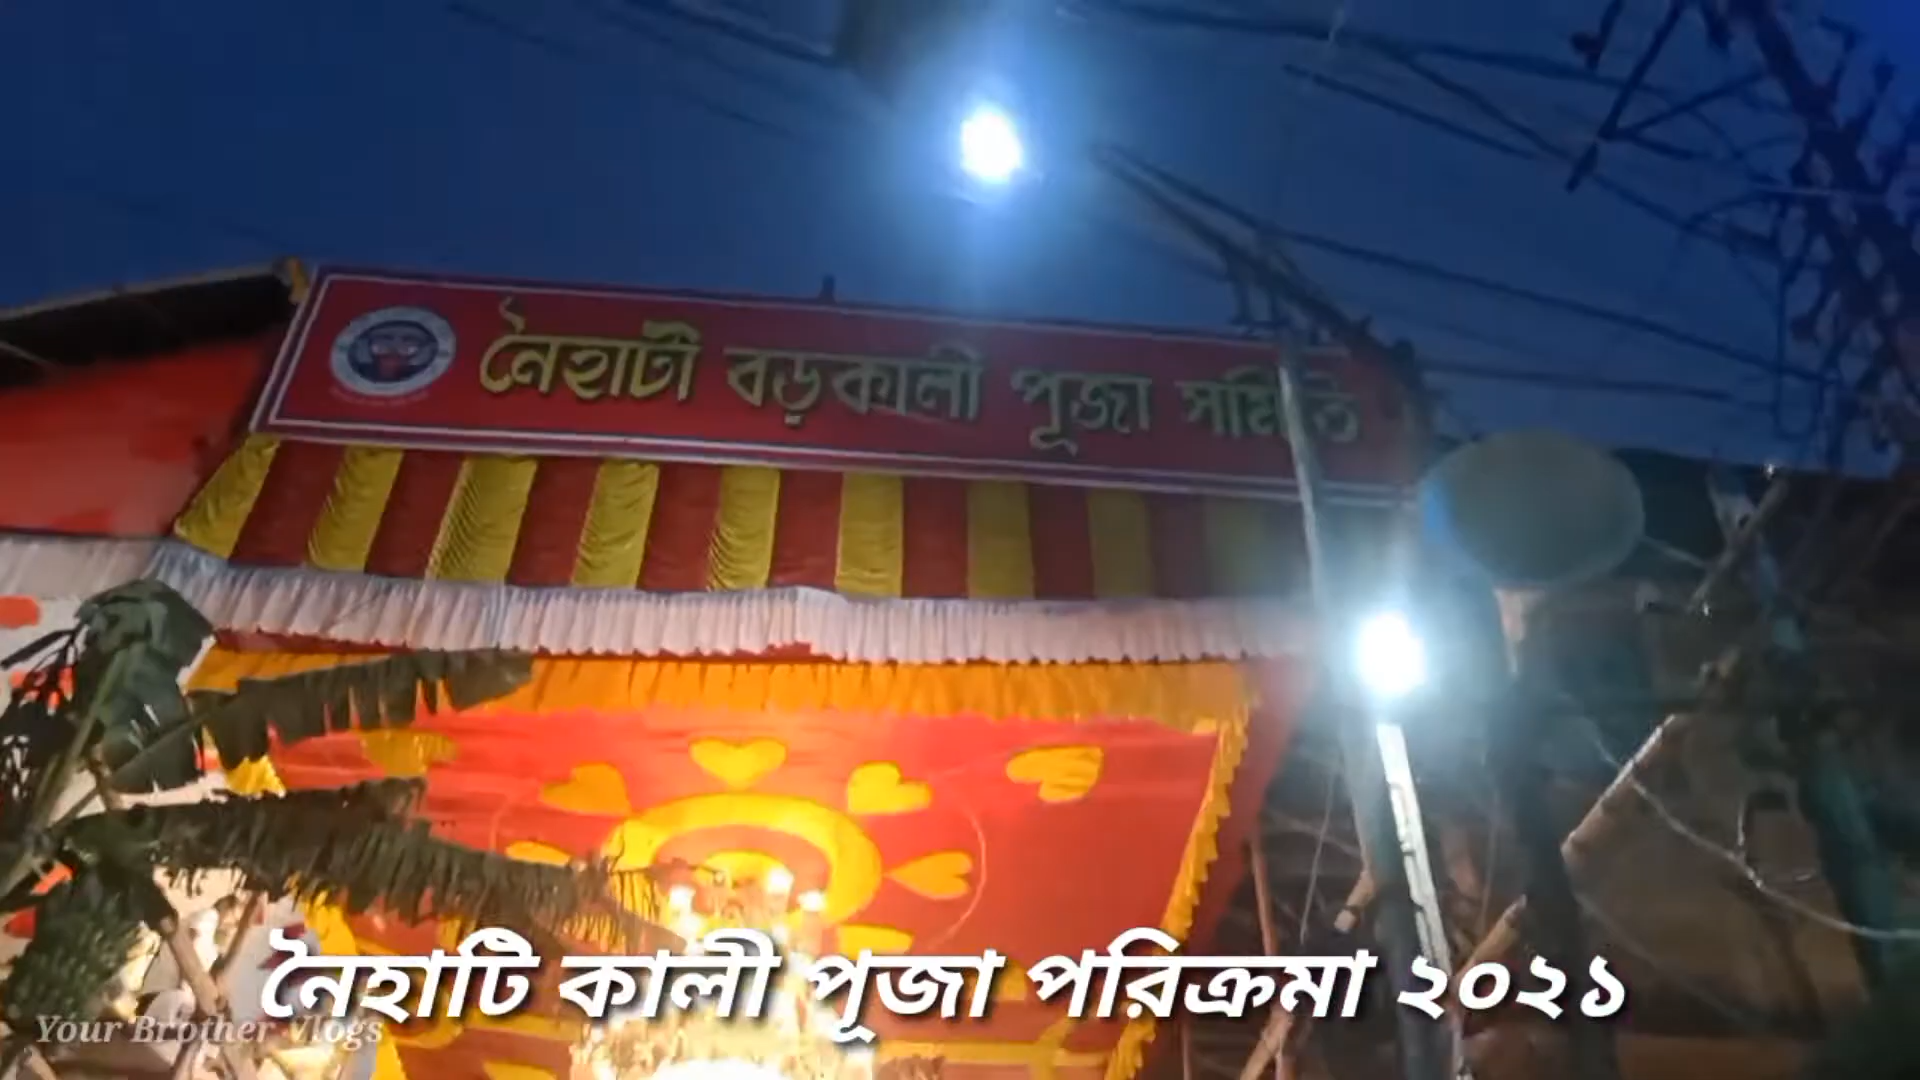 নৈহাটী বড়কালী পূজা সমিতি
নৈহাটি কালী পূজা পরিক্রমা ২০২১
Your Brother Vlogs